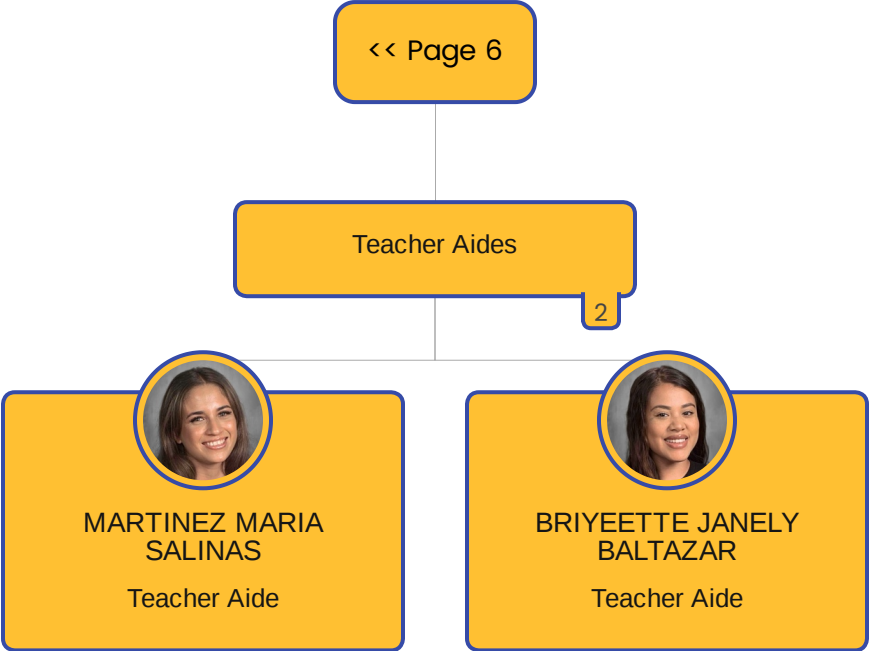 << Page 6
Teacher Aides
2
MARTINEZ MARIA
SALINAS
Teacher Aide
BRIYEETTE JANELY
BALTAZAR
Teacher Aide